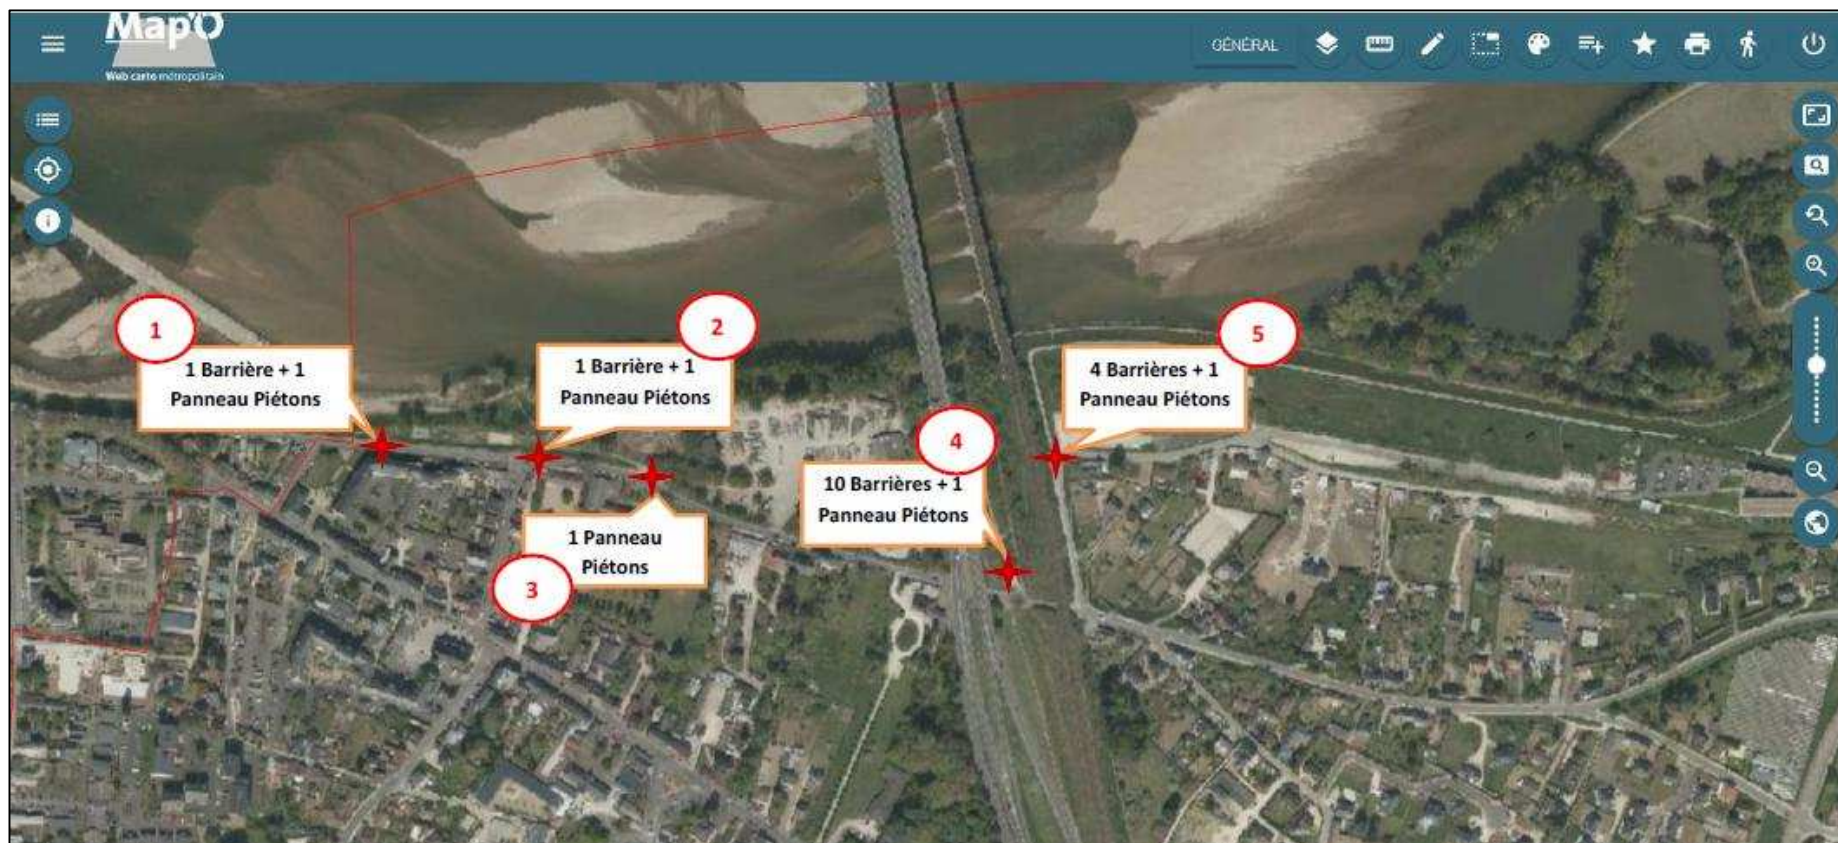 Map'O
Web carto métropolitain
GÉNÉRAL
1
1 Barrière + 1
Panneau Piétons
2
1 Barrière + 1
Panneau Piétons
5
4 Barrières + 1
Panneau Piétons
4
10 Barrières + 1
Panneau Piétons
1 Panneau
Piétons
3